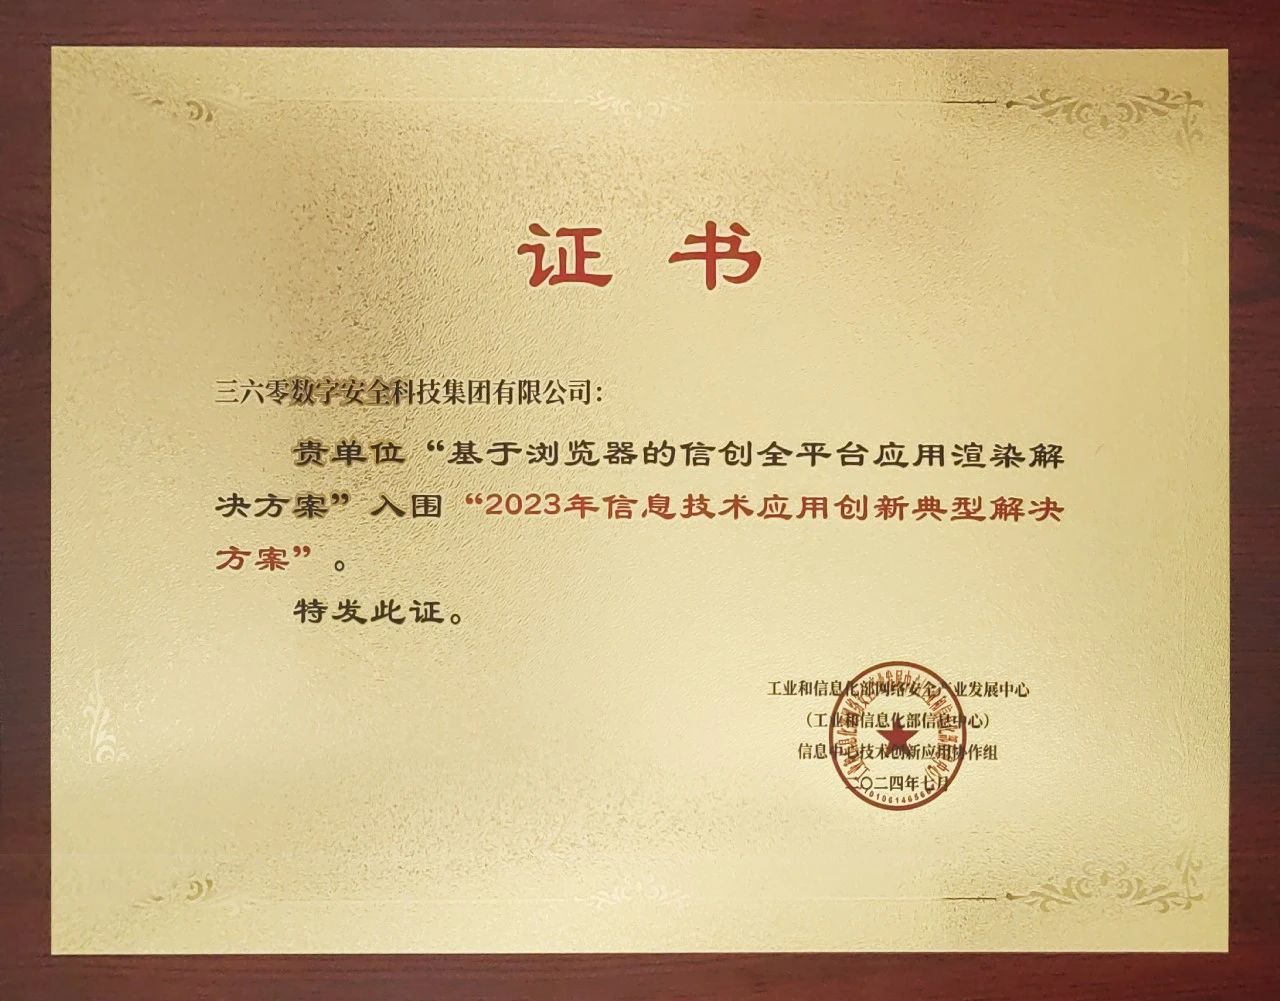 证书
三六零数字安全科技集团有限公司：
贵单位“基于浏览器的信创全平台应用渲染解
决方案”入围“2023年信息技术应用创新典型解决
方案”。
特发此证。
工业和信息化部网络安全产业发展中心
（工业和信息化部信息中心）
信息中心技术创新应用协作组
二〇二四年七月